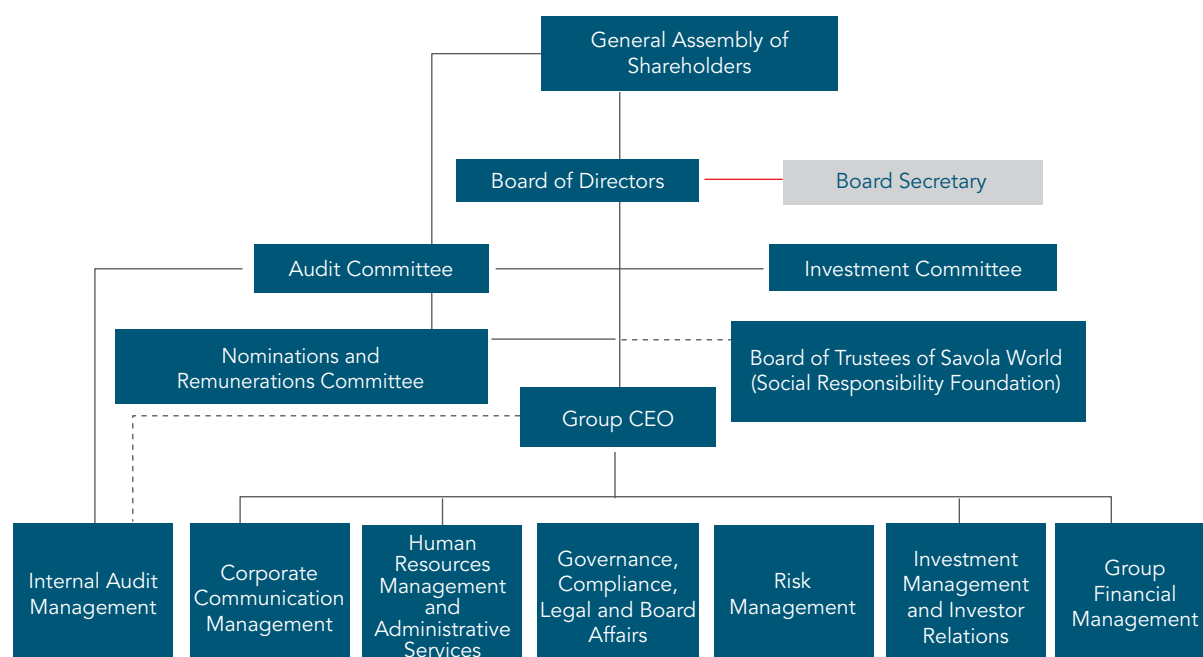 General Assembly of
Shareholders
Board of Directors
Board Secretary
Audit Committee
Investment Committee
Nominations and
Remunerations Committee
Board of Trustees of Savola World
(Social Responsibility Foundation)
Group CEO
Internal Audit
Management
Corporate
Communication
Management
Human
Resources
Management
and
Administrative
Services
Governance,
Compliance,
Legal and Board
Affairs
Risk
Management
Investment
Management
and Investor
Relations
Group
Financial
Management